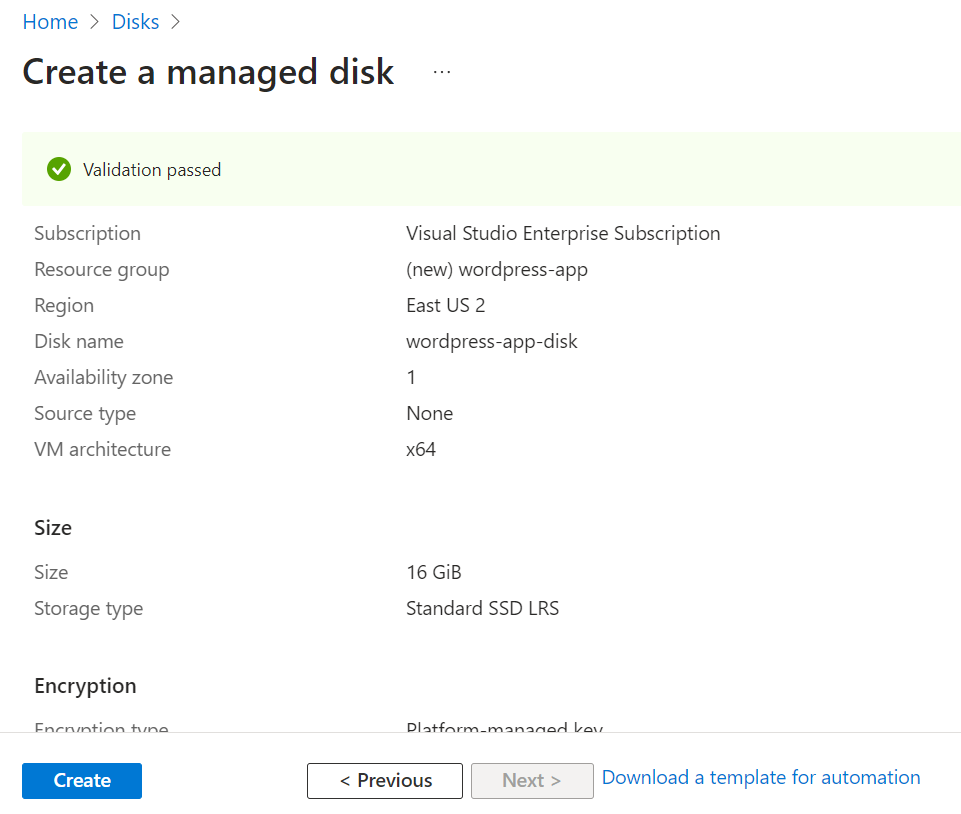 Home > Disks >
Create a managed disk ...
Validation passed
Subscription Visual Studio Enterprise Subscription
Resource group (new) wordpress-app
Region East US 2
Disk name wordpress-app-disk
Availability zone 1
Source type None
VM architecture x64
Size
Size 16 GiB
Storage type Standard SSD LRS
Encryption
Encryption type Platform-managed key
Create < Previous Next > Download a template for automation